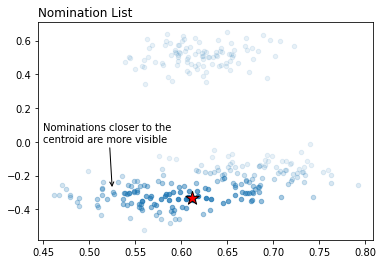 Nomination List
0.6
0.4
0.2
0.0
−0.2
−0.4
Nominations closer to the
centroid are more visible
0.45 0.50 0.55 0.60 0.65 0.70 0.75 0.80